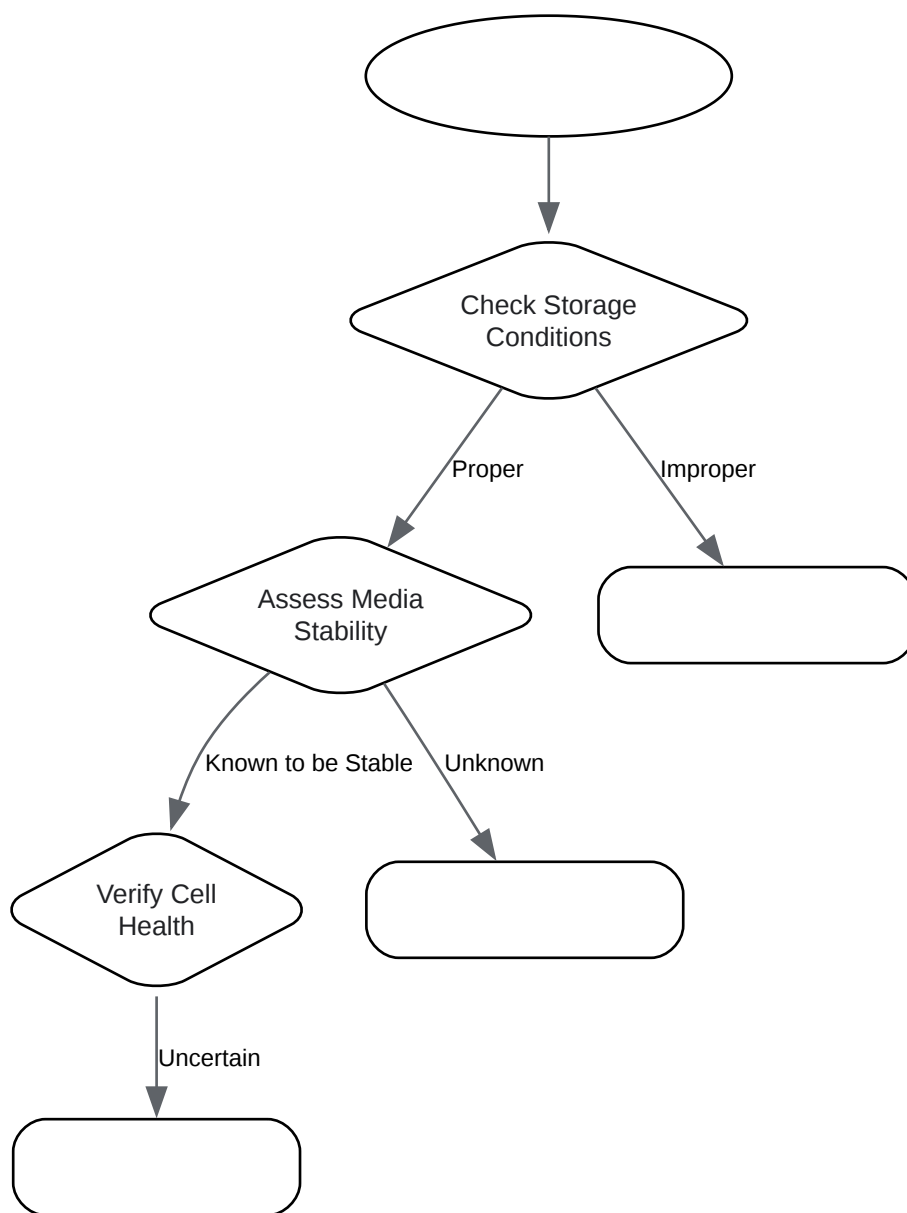 Check Storage
Conditions
Proper
Improper
Assess Media
Stability
Known to be Stable
Unknown
Verify Cell
Health
Uncertain